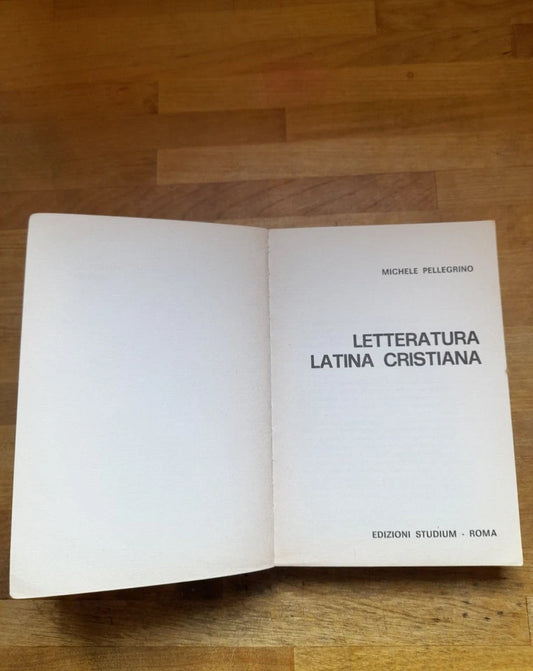 MICHELE PELLEGRINO
LETTERATURA
LATINA CRISTIANA
EDIZIONI STUDIUM - ROMA